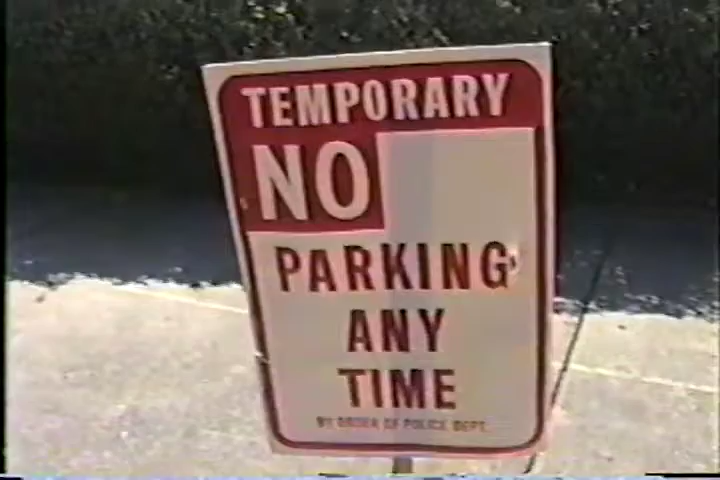 TEMPORARY
NO
PARKING
ANY
TIME
BY ORDER OF POLICE DEPT.